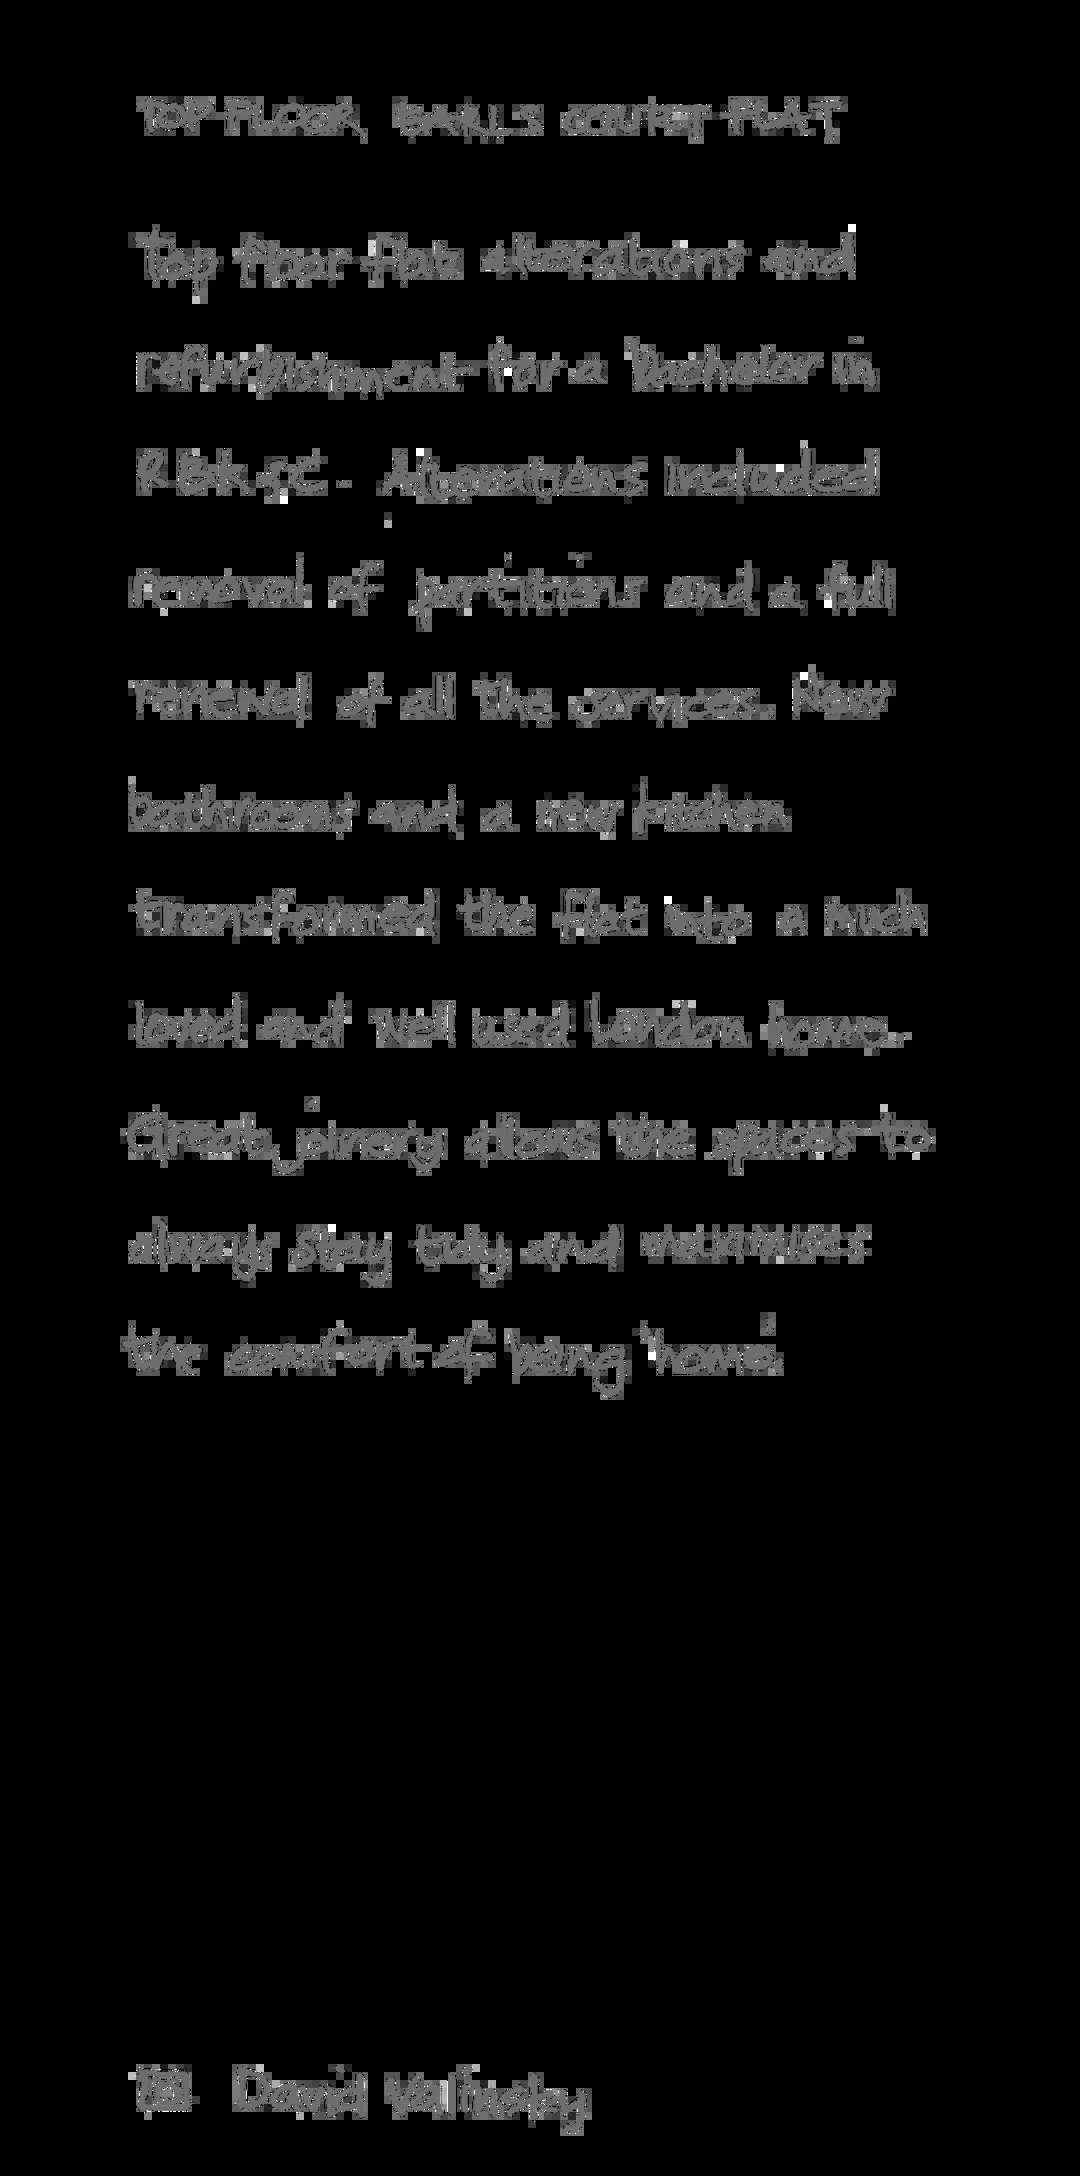 TOP FLOOR, EARLS COURT FLAT,
Top floor flat alterations and
refurbishment for a bachelor in
RBK&C. Alterations included
removal of partitions and a full
renewal of all the services. New
bathrooms and a new kitchen
transformed the flat into a much
loved and well used London home.
Great joinery allows the spaces to
always stay tidy and maximises
the comfort of being 'home'.
David Valinsky